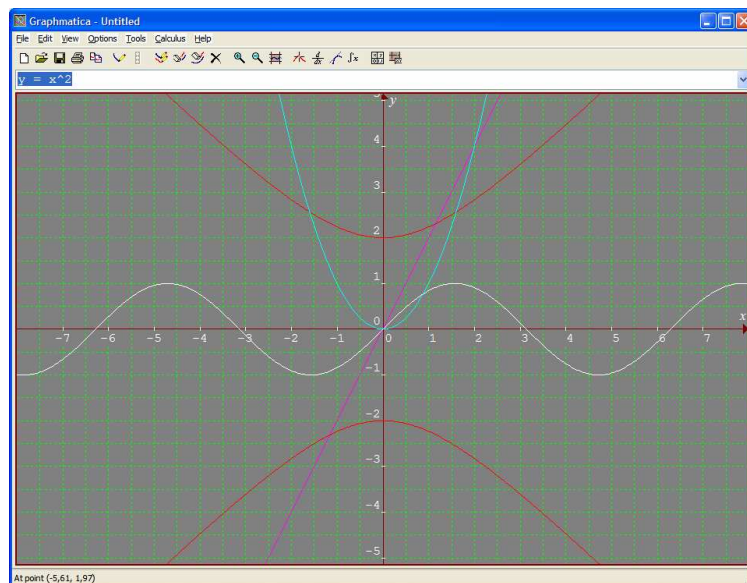 Graphmatica - Untitled
File Edit View Options Tools Calculus Help
y = x^2
y
4
3
2
1
0
x
-7 -6 -5 -4 -3 -2 -1 1 2 3 4 5 6 7
-1
-2
-3
-4
-5
At point (-5,61, 1,97)